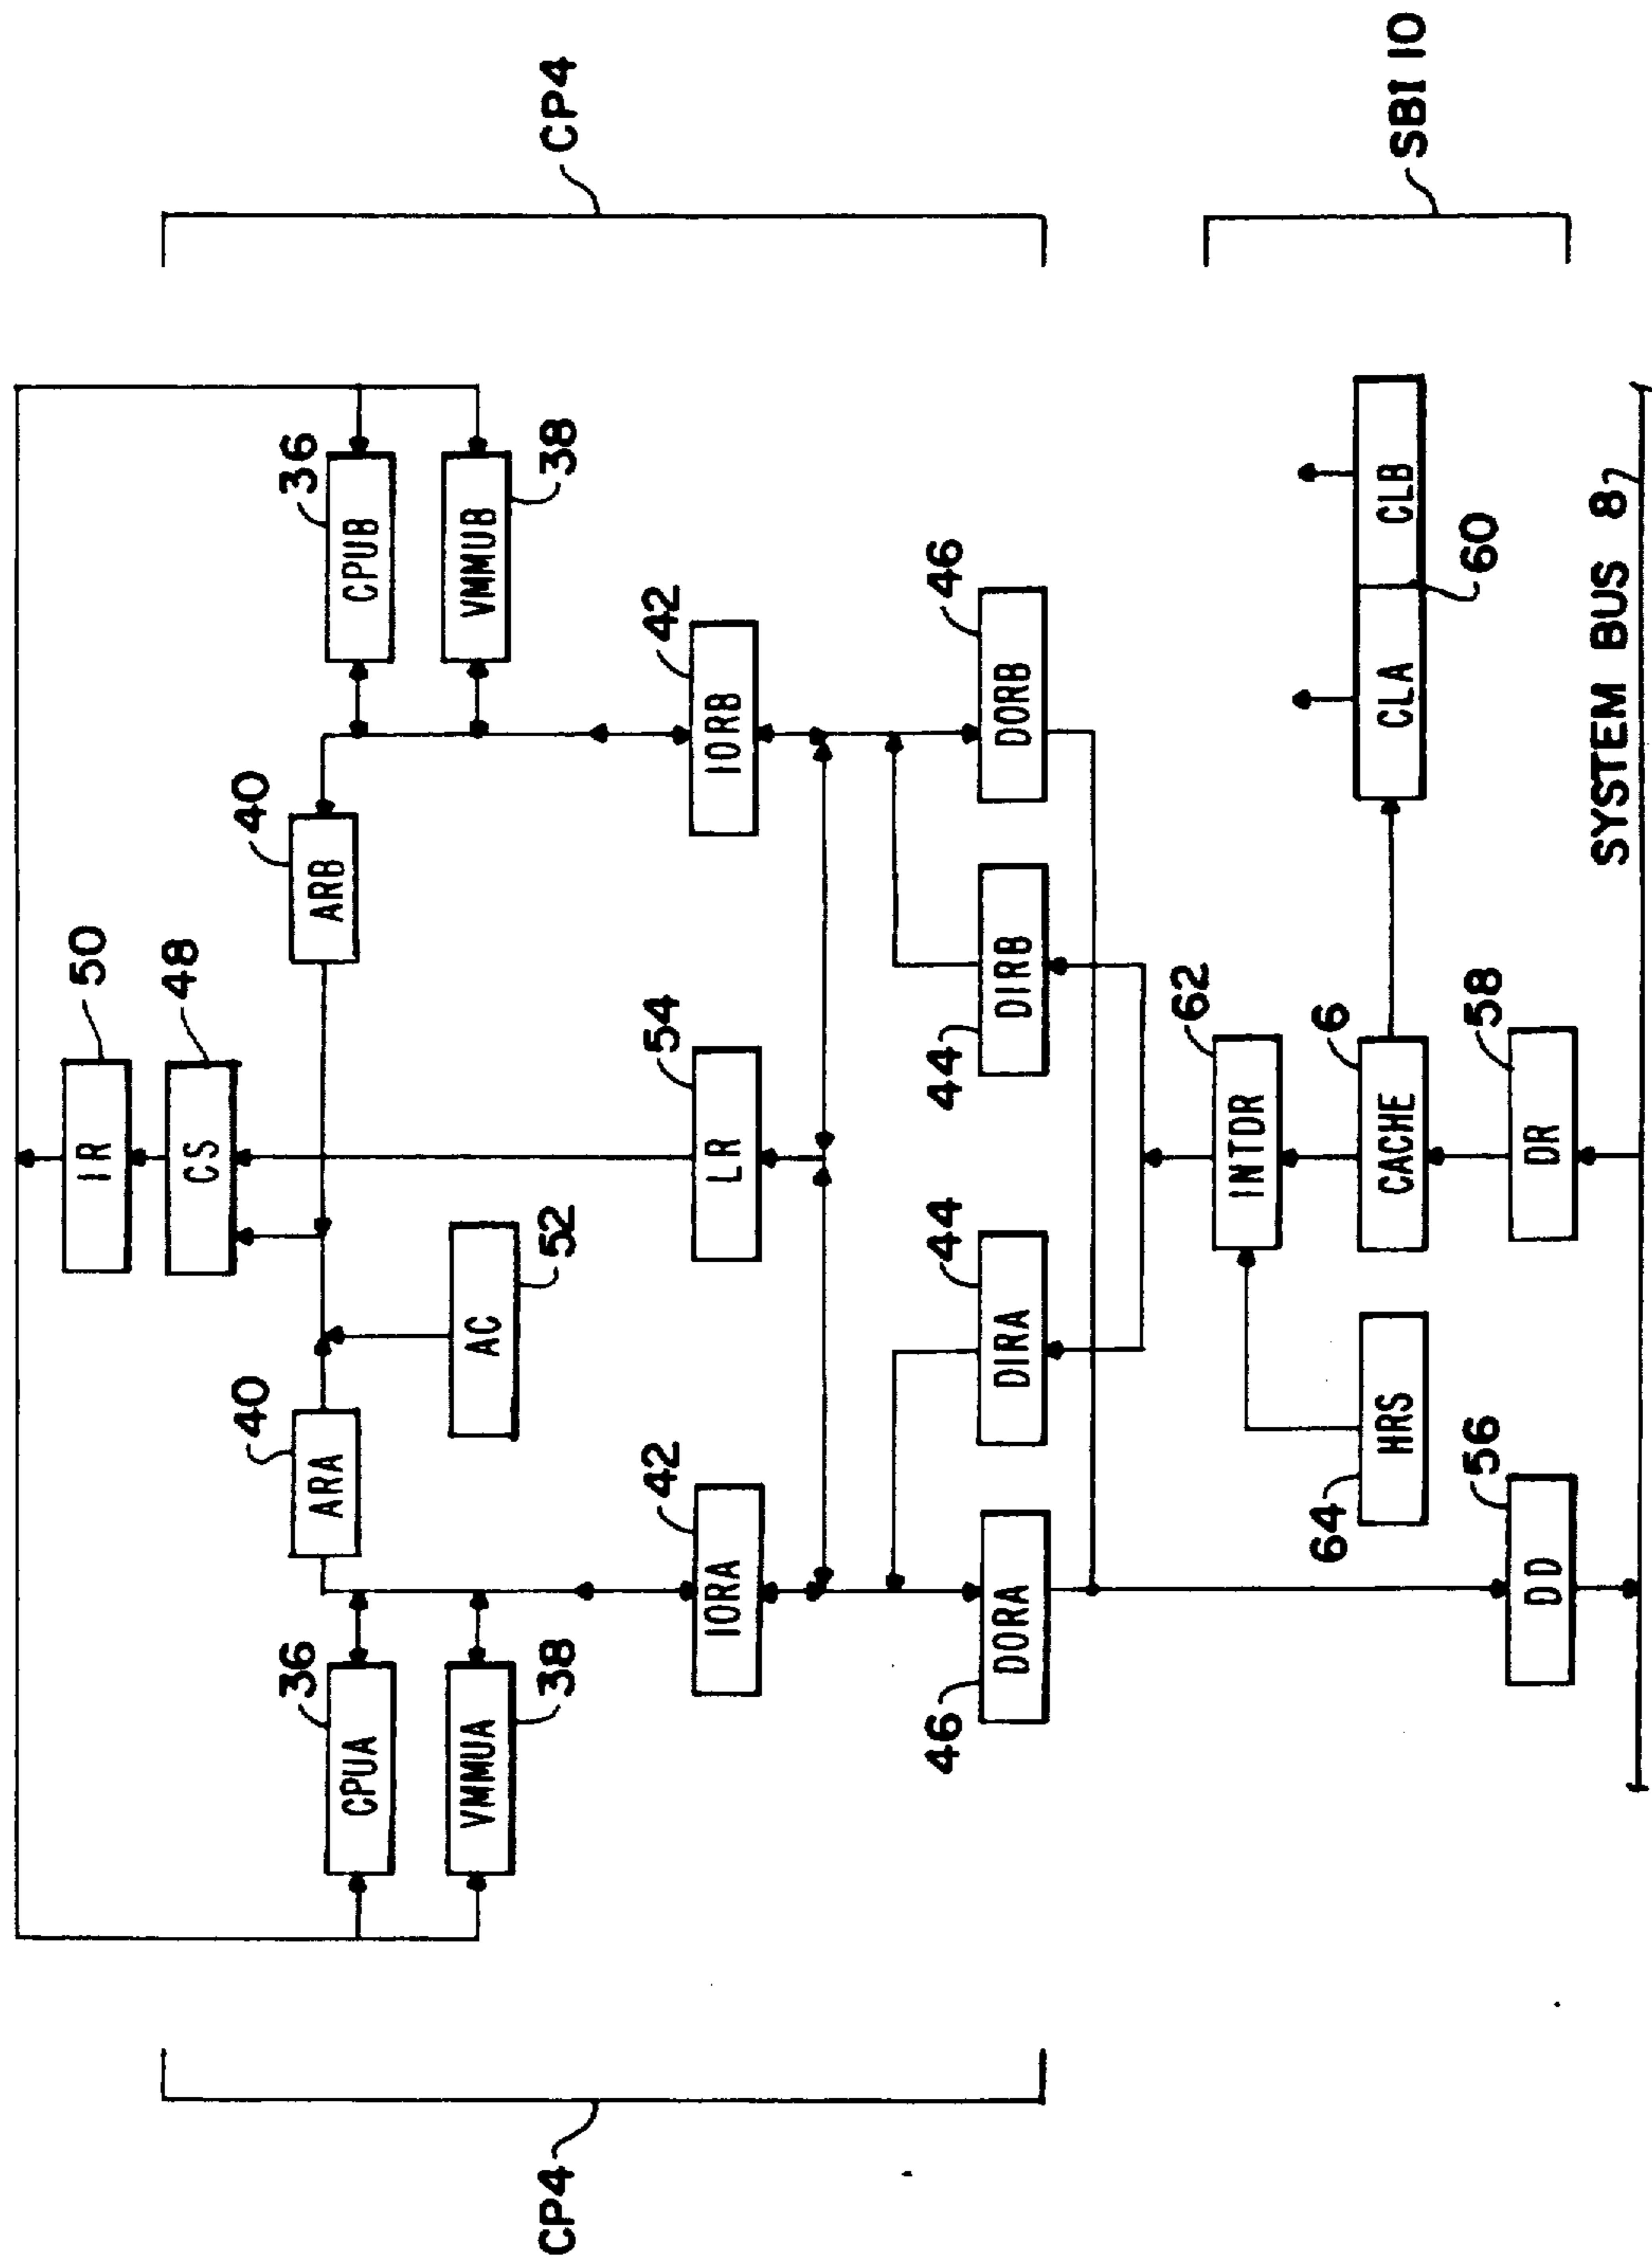 50
IR
48
CS
40
ARA
40
ARB
36
CPUA
36
CPUB
38
VMMUA
38
VMMUB
AC
52
42
IORA
54
LR
42
IORB
46
DORA
44
DIRA
44
DIRB
46
DORB
CP4
CP4
62
INTDR
64
HRS
6
CACHE
CLA
CLB
60
56
DD
58
DR
SBI 10
SYSTEM BUS 8